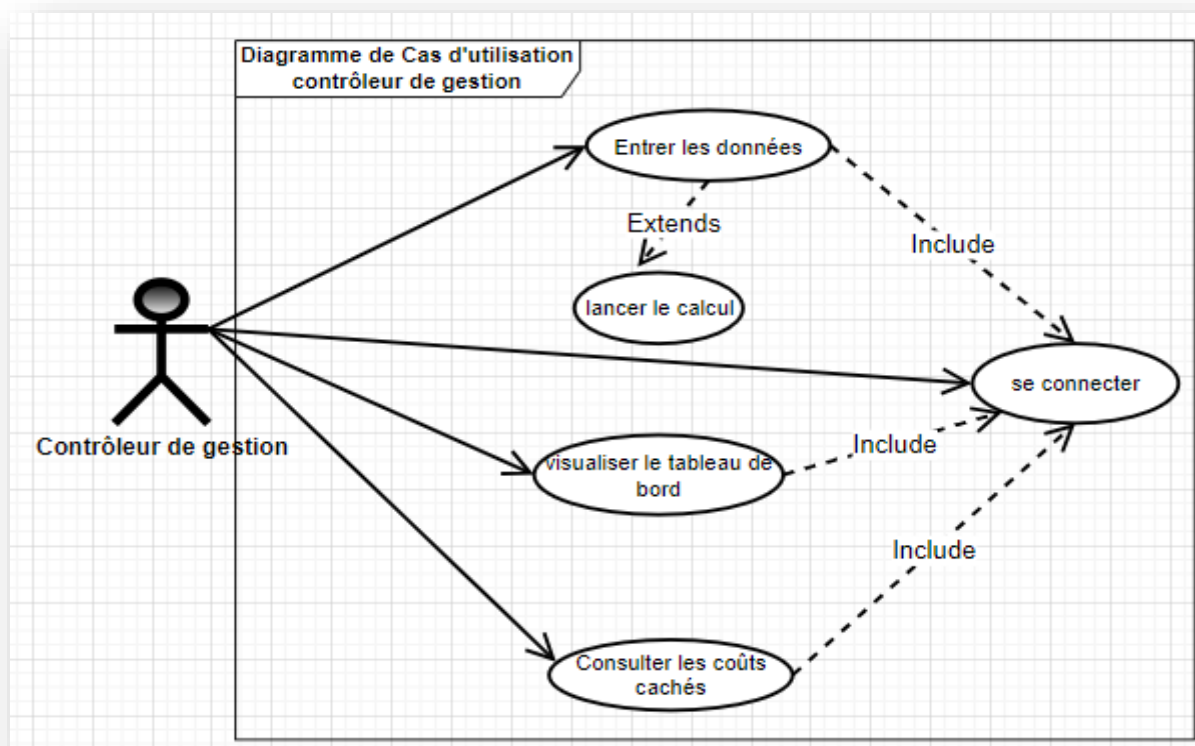 Diagramme de Cas d'utilisation
contrôleur de gestion
Entrer les données
Extends
Include
lancer le calcul
se connecter
Contrôleur de gestion
Include
visualiser le tableau de
bord
Include
Consulter les coûts
cachés